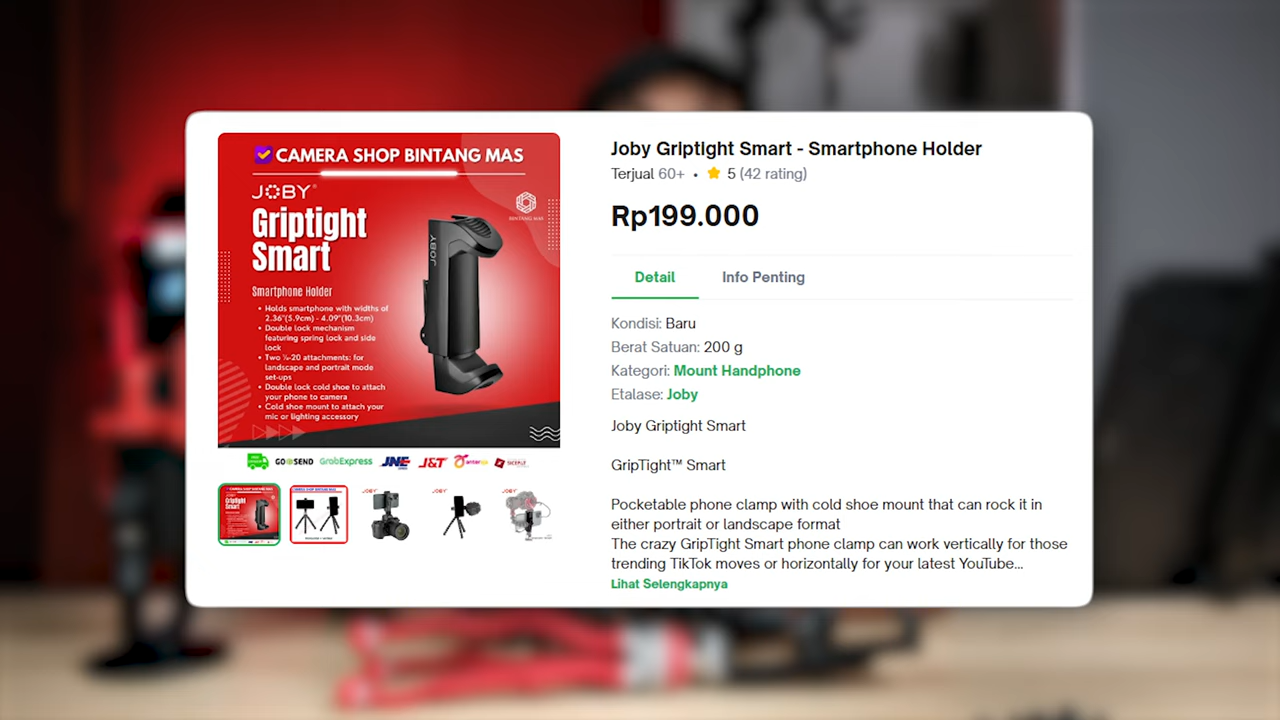 CAMERA SHOP BINTANG MAS
JOBY
Griptight
Smart
Smartphone Holder
• Holds smartphone with widths of
2.36"(5.9cm) - 4.09"(10.3cm)
• Double lock mechanism
featuring spring lock and side
lock
• Two ¼-20 attachments: for
landscape and portrait mode
set-ups
• Double lock cold shoe to attach
your phone to camera
• Cold shoe mount to attach your
mic or lighting accessory
BINTANG MAS
JOBY
GO SEND GrabExpress JNE J&T anteraja SiCepat
Joby Griptight Smart - Smartphone Holder
Terjual 60+ • 5 (42 rating)
Rp199.000
Detail Info Penting
Kondisi: Baru
Berat Satuan: 200 g
Kategori: Mount Handphone
Etalase: Joby
Joby Griptight Smart
GripTight™ Smart
Pocketable phone clamp with cold shoe mount that can rock it in
either portrait or landscape format
The crazy GripTight Smart phone clamp can work vertically for those
trending TikTok moves or horizontally for your latest YouTube...
Lihat Selengkapnya